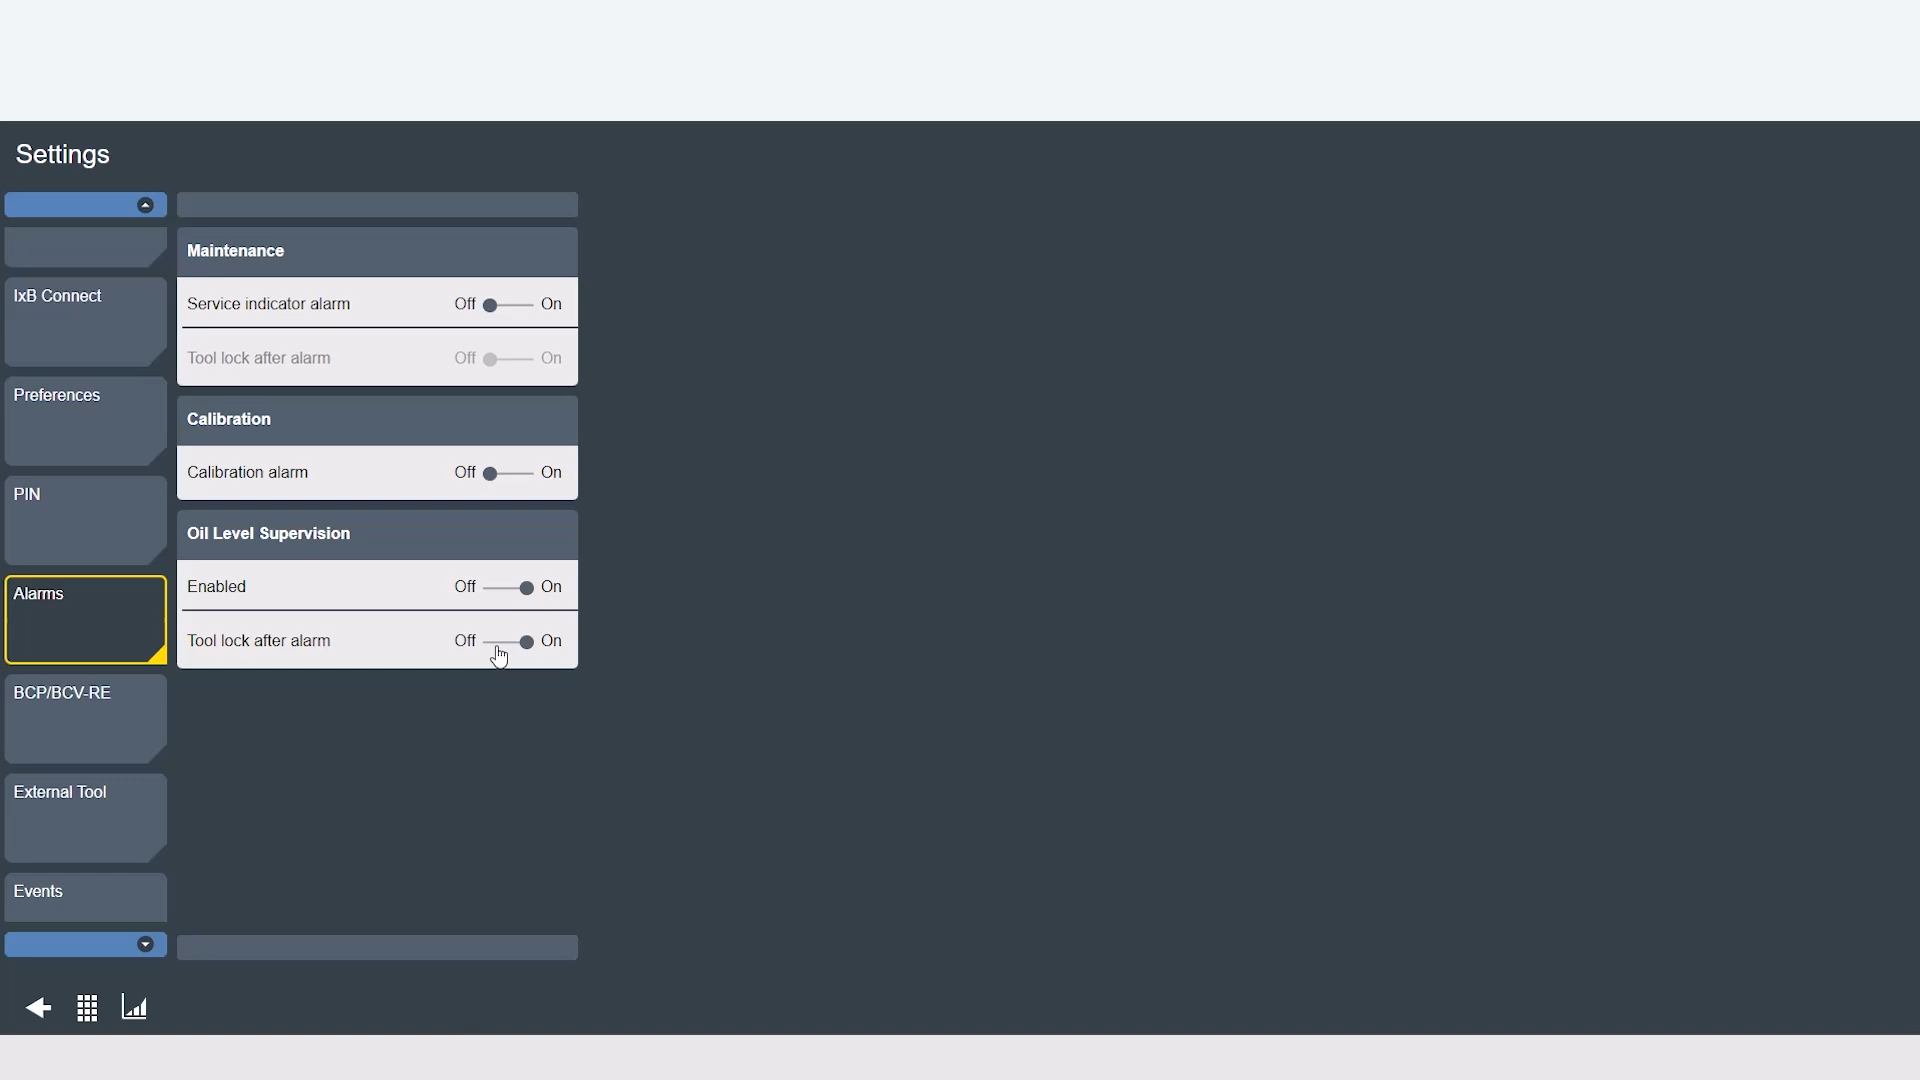 Settings
IxB Connect
Preferences
PIN
Alarms
BCP/BCV-RE
External Tool
Events
Maintenance
Service indicator alarm Off On
Tool lock after alarm Off On
Calibration
Calibration alarm Off On
Oil Level Supervision
Enabled Off On
Tool lock after alarm Off On